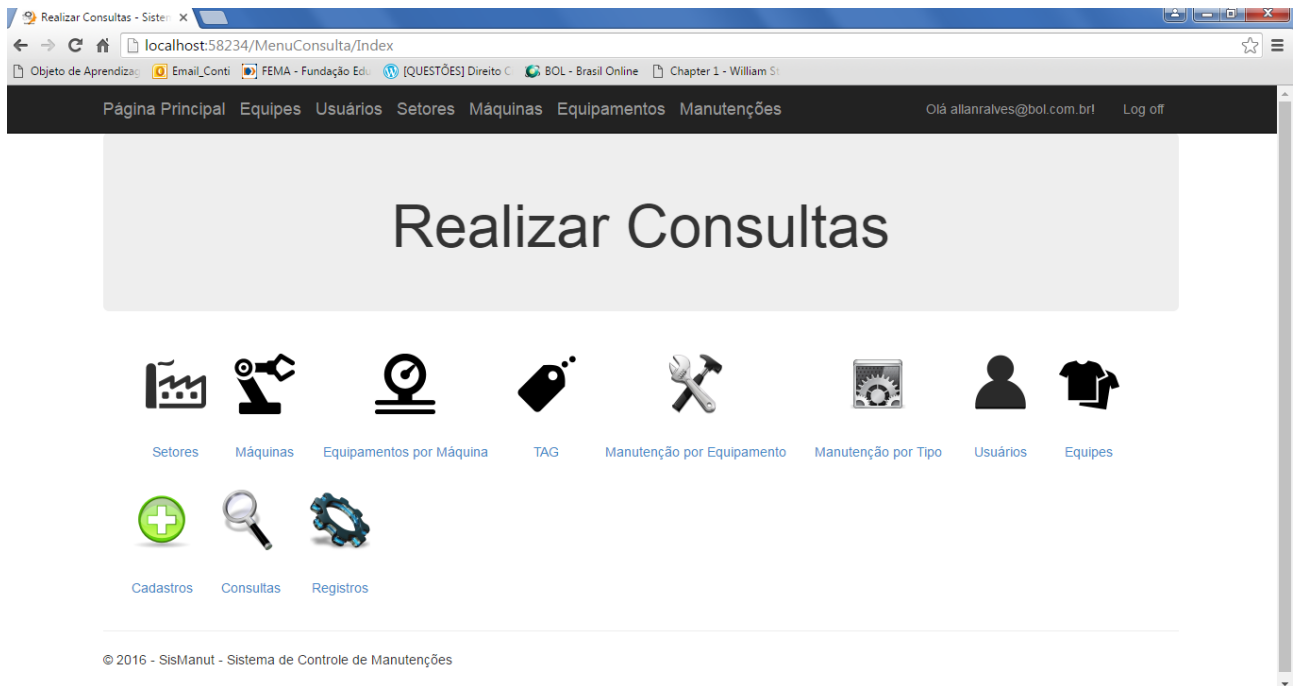 Realizar Consultas - Sisten
localhost:58234/MenuConsulta/Index
Objeto de Aprendizag Email_Conti FEMA - Fundação Edu [QUESTÕES] Direito C BOL - Brasil Online Chapter 1 - William St
Página Principal Equipes Usuários Setores Máquinas Equipamentos Manutenções Olá allanralves@bol.com.br! Log off
Realizar Consultas
Setores Máquinas Equipamentos por Máquina TAG Manutenção por Equipamento Manutenção por Tipo Usuários Equipes
Cadastros Consultas Registros
© 2016 - SisManut - Sistema de Controle de Manutenções